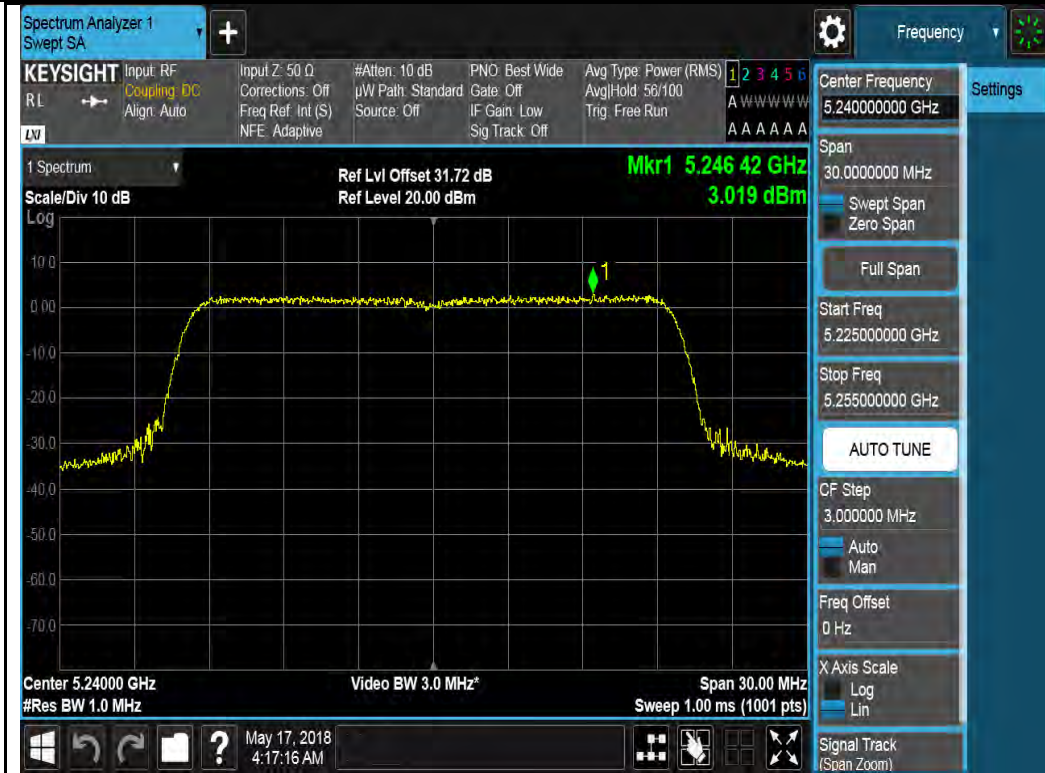 Spectrum Analyzer 1
Swept SA
+
Frequency
KEYSIGHT
RL
LXI
Input: RF
Coupling: DC
Align: Auto
Input Z: 50 Ω
Corrections: Off
Freq Ref: Int (S)
NFE: Adaptive
#Atten: 10 dB
µW Path: Standard
Source: Off
PNO: Best Wide
Gate: Off
IF Gain: Low
Sig Track: Off
Avg Type: Power (RMS)
Avg|Hold: 56/100
Trig: Free Run
1 2 3 4 5 6
A W W W W W
A A A A A A
1 Spectrum
Scale/Div 10 dB
Log
Ref Lvl Offset 31.72 dB
Ref Level 20.00 dBm
Mkr1 5.246 42 GHz
3.019 dBm
1
10.0
0.00
-10.0
-20.0
-30.0
-40.0
-50.0
-60.0
-70.0
Center 5.24000 GHz
#Res BW 1.0 MHz
Video BW 3.0 MHz*
Span 30.00 MHz
Sweep 1.00 ms (1001 pts)
?
May 17, 2018
4:17:16 AM
Center Frequency
5.240000000 GHz
Span
30.0000000 MHz
Swept Span
Zero Span
Full Span
Start Freq
5.225000000 GHz
Stop Freq
5.255000000 GHz
AUTO TUNE
CF Step
3.000000 MHz
Auto
Man
Freq Offset
0 Hz
X Axis Scale
Log
Lin
Signal Track
(Span Zoom)
Settings